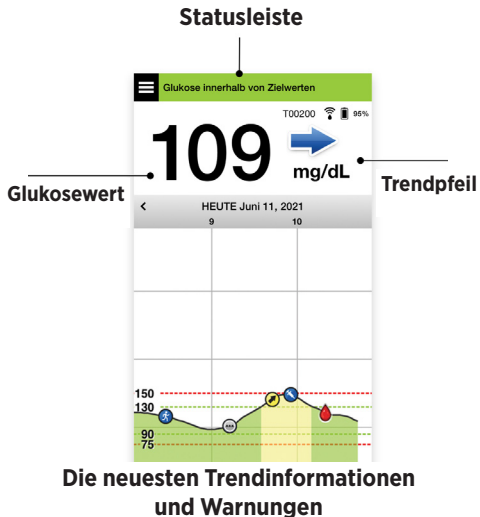 Statusleiste
Glukose innerhalb von Zielwerten
T00200 95%
109
mg/dL
Glukosewert
Trendpfeil
< HEUTE Juni 11, 2021
9 10
150
130
90
75
Die neuesten Trendinformationen
und Warnungen